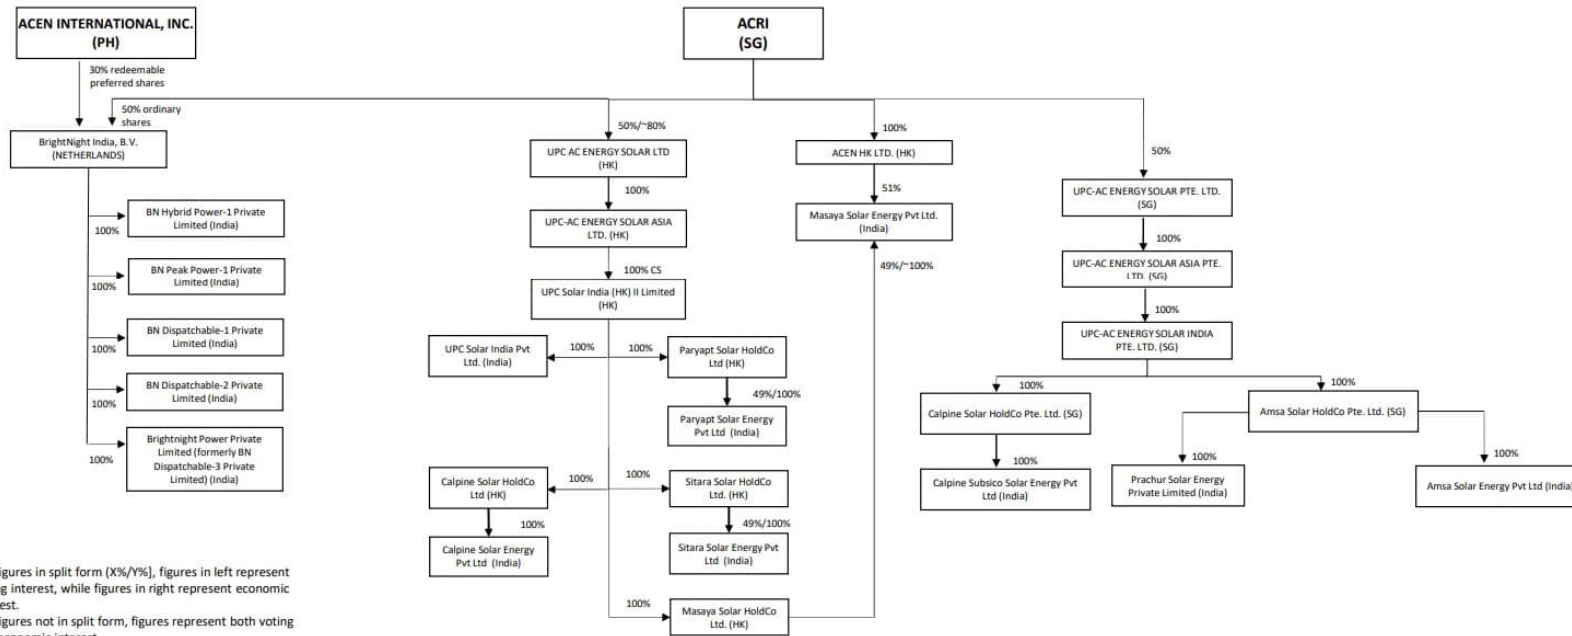 ACEN INTERNATIONAL, INC.
(PH)
ACRI
(SG)
30% redeemable
preferred shares
50% ordinary
shares
BrightNight India, B.V.
(NETHERLANDS)
BN Hybrid Power-1 Private
Limited (India)
100%
BN Peak Power-1 Private
Limited (India)
100%
BN Dispatchable-1 Private
Limited (India)
100%
BN Dispatchable-2 Private
Limited (India)
100%
Brightnight Power Private
Limited (formerly BN
Dispatchable-3 Private
Limited) (India)
100%
50%/~80%
UPC AC ENERGY SOLAR LTD
(HK)
100%
UPC-AC ENERGY SOLAR ASIA
LTD. (HK)
100% CS
UPC Solar India (HK) II Limited
(HK)
UPC Solar India Pvt
Ltd. (India)
100%
100%
Paryapt Solar HoldCo
Ltd (HK)
49%/100%
Paryapt Solar Energy
Pvt Ltd (India)
Calpine Solar HoldCo
Ltd (HK)
100%
100%
Sitara Solar HoldCo
Ltd. (HK)
100%
49%/100%
Calpine Solar Energy
Pvt Ltd (India)
Sitara Solar Energy Pvt
Ltd (India)
100%
Masaya Solar HoldCo
Ltd. (HK)
100%
ACEN HK LTD. (HK)
51%
Masaya Solar Energy Pvt Ltd.
(India)
49%/~100%
50%
UPC-AC ENERGY SOLAR PTE. LTD.
(SG)
100%
UPC-AC ENERGY SOLAR ASIA PTE.
LTD. (SG)
100%
UPC-AC ENERGY SOLAR INDIA
PTE. LTD. (SG)
100%
100%
Calpine Solar HoldCo Pte. Ltd. (SG)
Amsa Solar HoldCo Pte. Ltd. (SG)
100%
100%
100%
Calpine Subsico Solar Energy Pvt
Ltd (India)
Prachur Solar Energy
Private Limited (India)
Amsa Solar Energy Pvt Ltd (India)
figures in split form (X%/Y%], figures in left represent
interest, while figures in right represent economic
figures not in split form, figures represent both voting